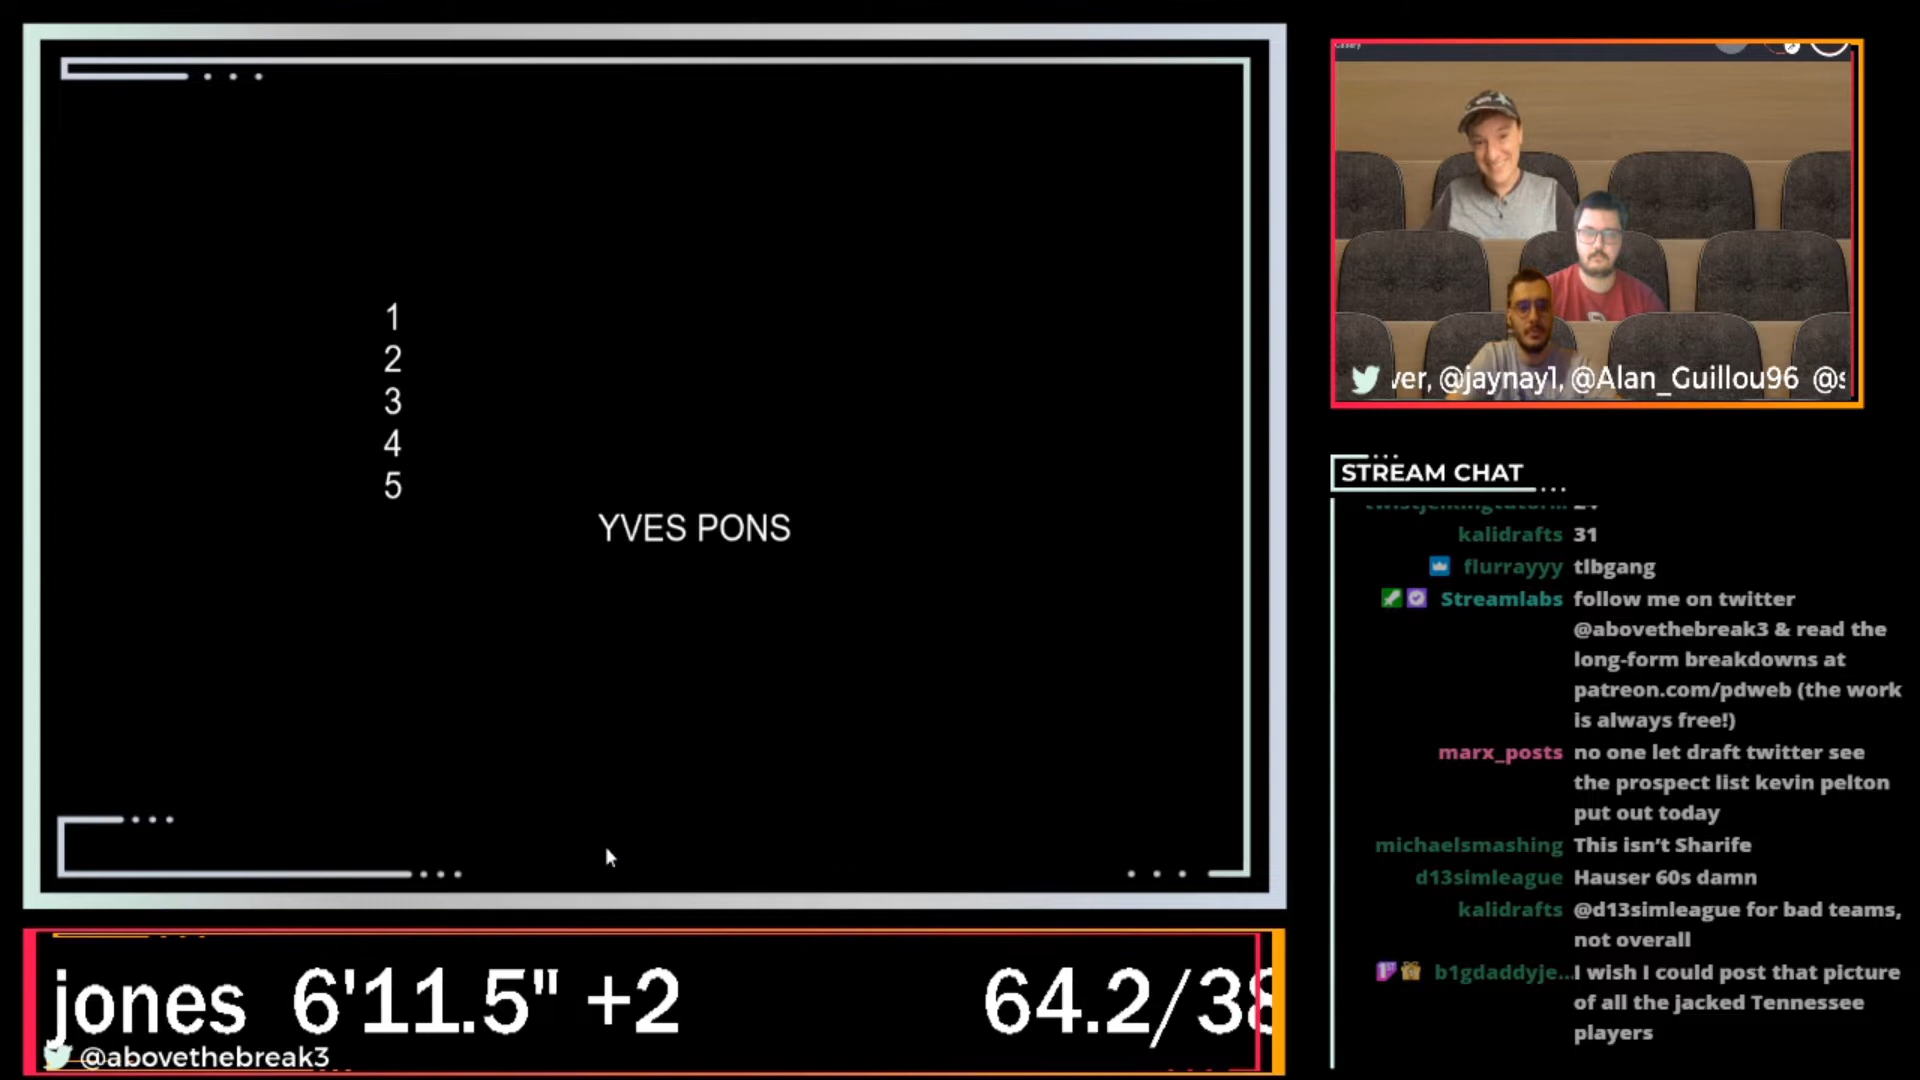 1
2
3
4
5
YVES PONS
jones 6'11.5" +2 64.2/38
@abovethebreak3
Casey
ver, @jaynay1, @Alan_Guillou96 @s
STREAM CHAT
kalidrafts 31
flurrayyy tlbgang
Streamlabs follow me on twitter
@abovethebreak3 & read the
long-form breakdowns at
patreon.com/pdweb (the work
is always free!)
marx_posts no one let draft twitter see
the prospect list kevin pelton
put out today
michaelsmashing This isn't Sharife
d13simleague Hauser 60s damn
kalidrafts @d13simleague for bad teams,
not overall
b1gdaddyje... I wish I could post that picture
of all the jacked Tennessee
players